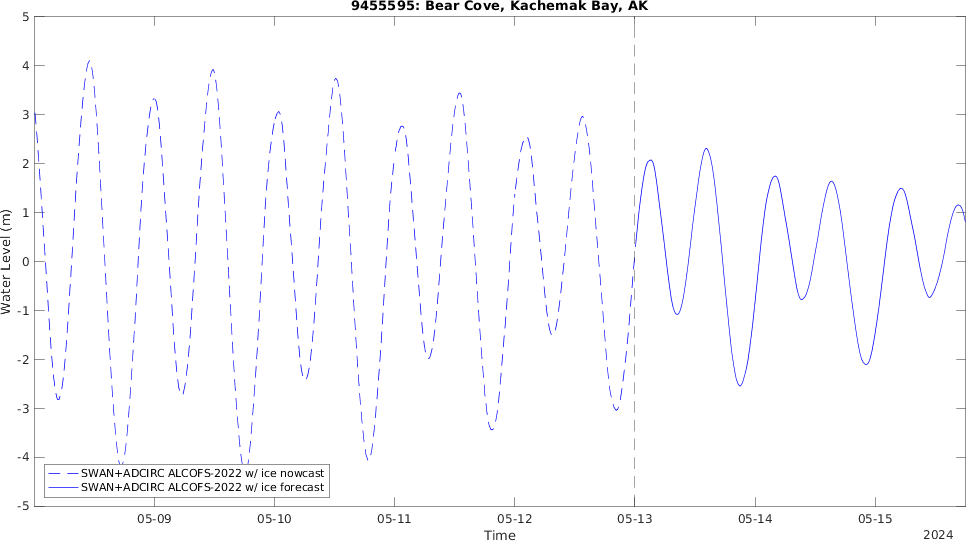 9455595: Bear Cove, Kachemak Bay, AK
5
4
3
2
1
0
-1
-2
-3
-4
-5
Water Level (m)
SWAN+ADCIRC ALCOFS-2022 w/ ice nowcast
SWAN+ADCIRC ALCOFS-2022 w/ ice forecast
05-09 05-10 05-11 05-12 05-13 05-14 05-15
Time
2024